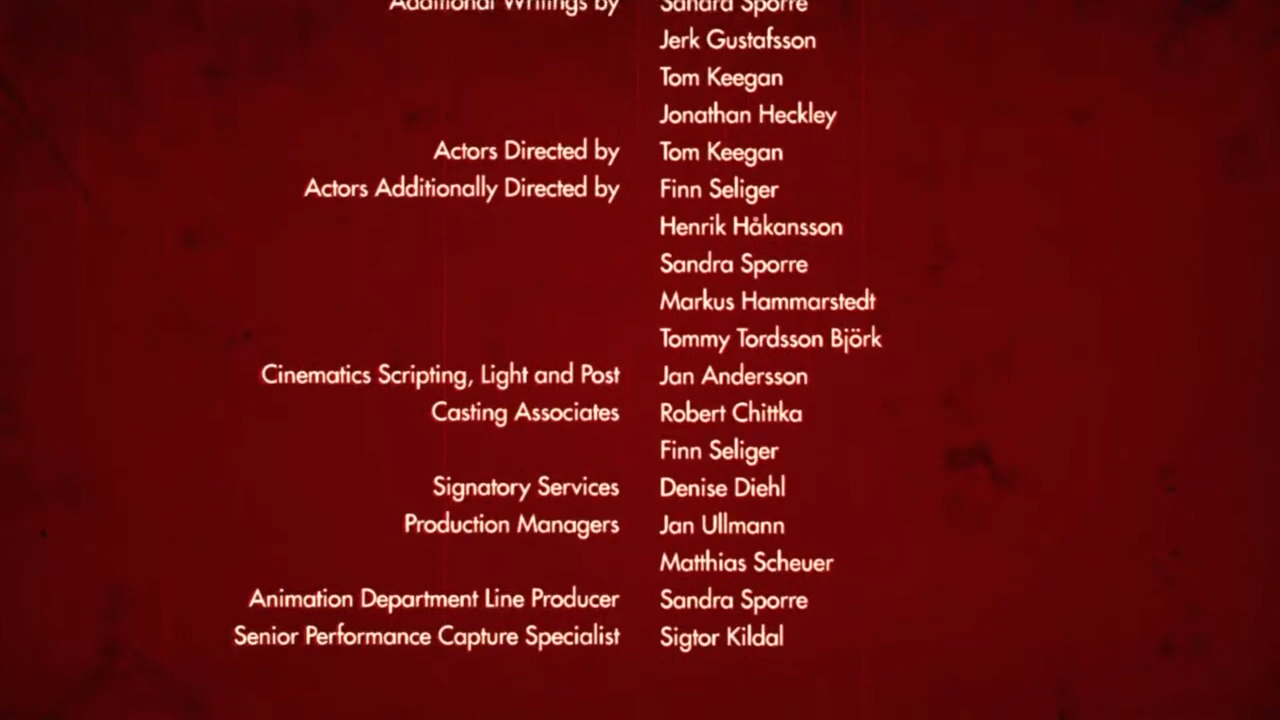 Additional Writings by Sandra Sporre
Jerk Gustafsson
Tom Keegan
Jonathan Heckley
Actors Directed by Tom Keegan
Actors Additionally Directed by Finn Seliger
Henrik Håkansson
Sandra Sporre
Markus Hammarstedt
Tommy Tordsson Björk
Cinematics Scripting, Light and Post Jan Andersson
Casting Associates Robert Chittka
Finn Seliger
Signatory Services Denise Diehl
Production Managers Jan Ullmann
Matthias Scheuer
Animation Department Line Producer Sandra Sporre
Senior Performance Capture Specialist Sigtor Kildal